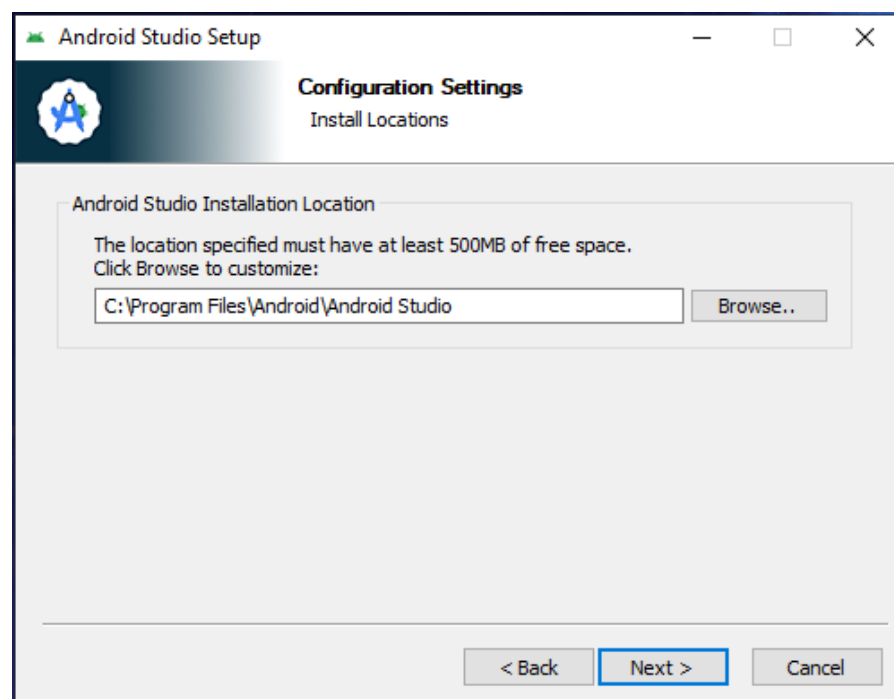 Android Studio Setup
Configuration Settings
Install Locations
Android Studio Installation Location
The location specified must have at least 500MB of free space.
Click Browse to customize:
C:\Program Files\Android\Android Studio
Browse..
< Back
Next >
Cancel